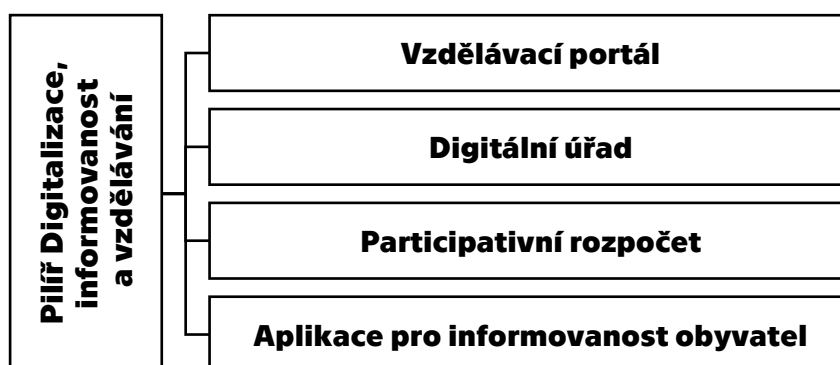 Pilíř Digitalizace,
informovanost
a vzdělávání
Vzdělávací portál
Digitální úřad
Participativní rozpočet
Aplikace pro informovanost obyvatel